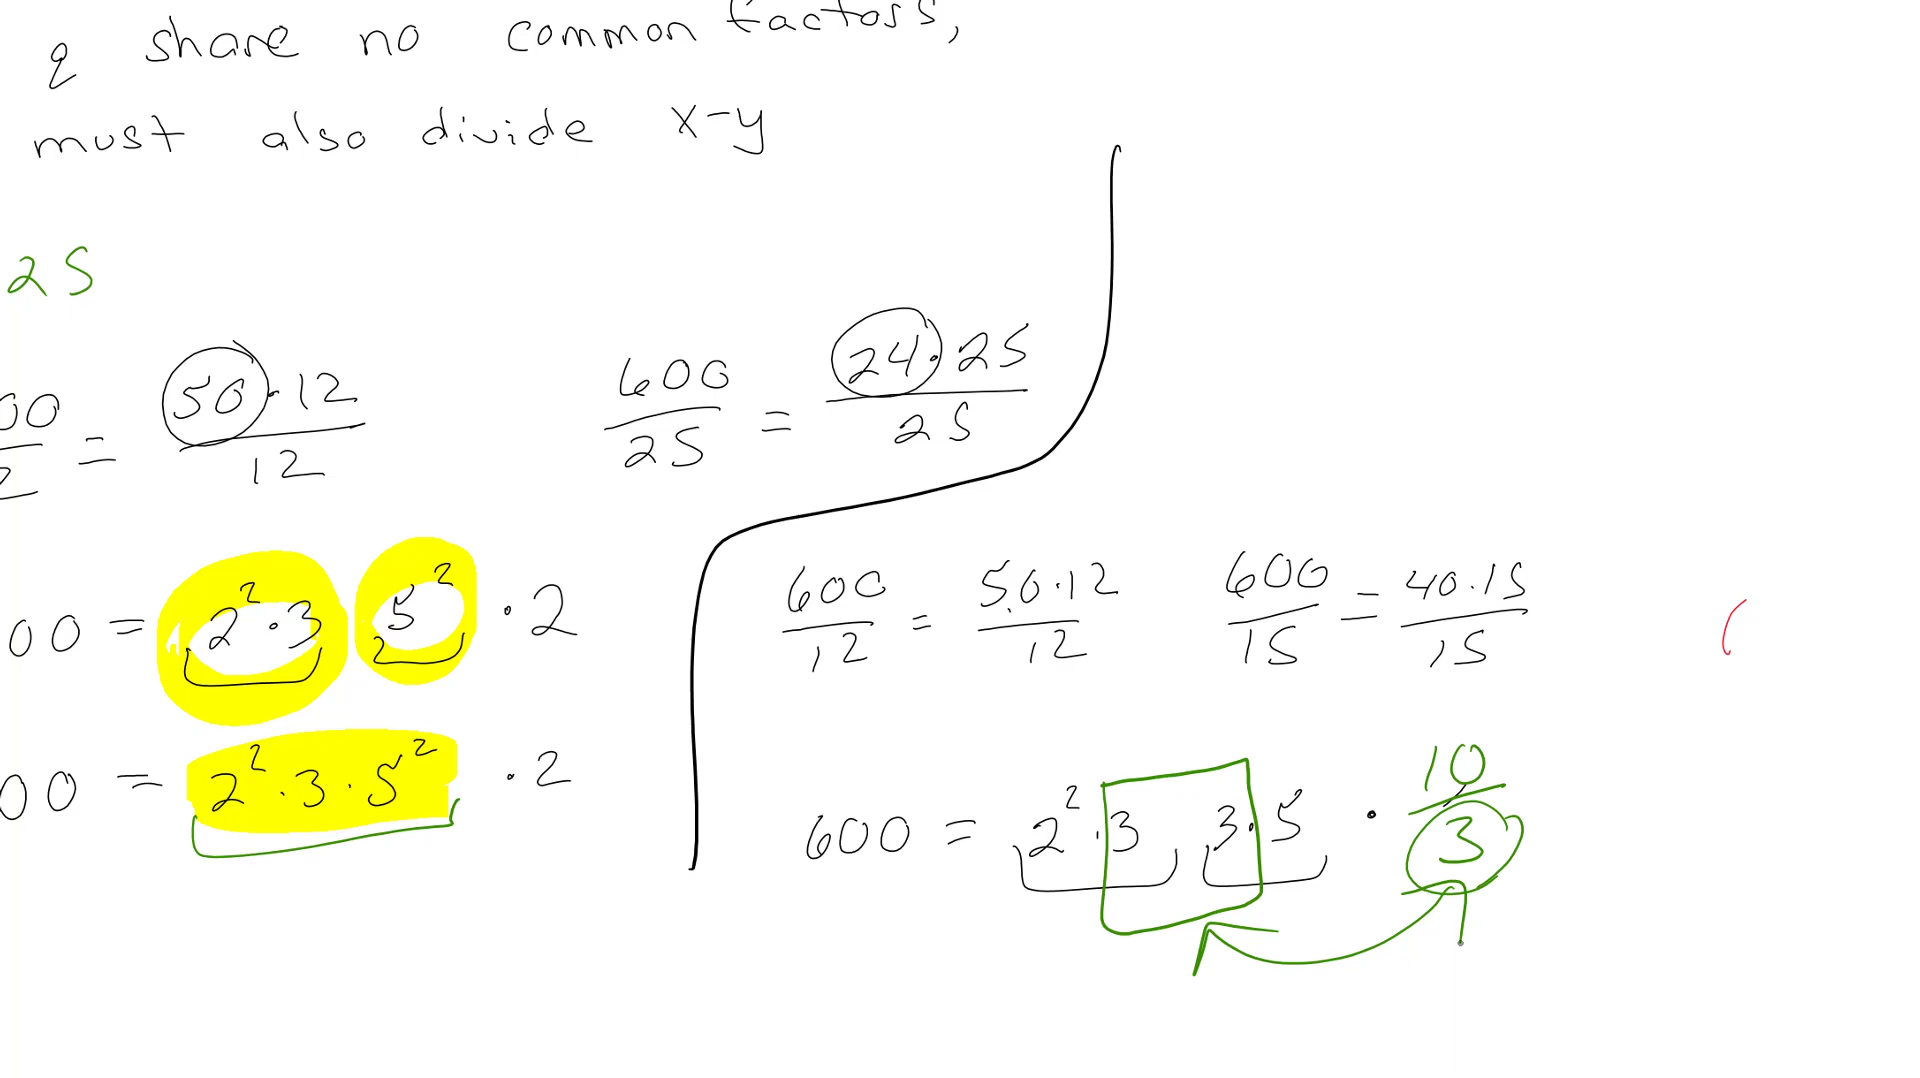 q share no common factors,
must also divide x-y
25
00/2 = 50·12/12
600/25 = 24·25/25
00 = 2²·3 5²·2
00 = 2²·3·5²·2
600/12 = 50·12/12
600/15 = 40·15/15
600 = 2²·3 3·5 · 10/3
(